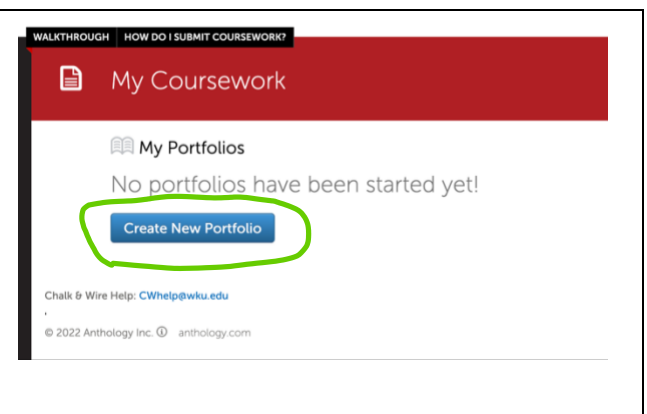 WALKTHROUGH HOW DO I SUBMIT COURSEWORK?
My Coursework
My Portfolios
No portfolios have been started yet!
Create New Portfolio
Chalk & Wire Help: CWhelp@wku.edu
.
© 2022 Anthology Inc. ⓘ anthology.com